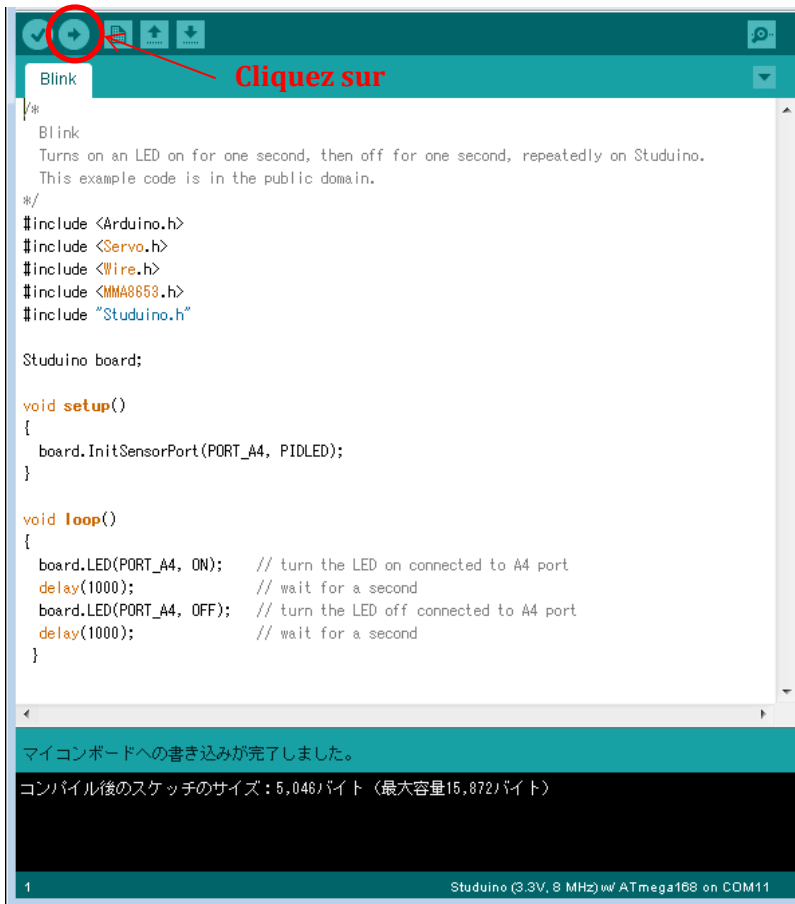 Cliquez sur
Blink
/*
Blink
Turns on an LED on for one second, then off for one second, repeatedly on Studuino.
This example code is in the public domain.
*/
#include <Arduino.h>
#include <Servo.h>
#include <Wire.h>
#include <MMA8653.h>
#include "Studuino.h"
Studuino board;
void setup()
{
board.InitSensorPort(PORT_A4, PIDLED);
}
void loop()
{
board.LED(PORT_A4, ON); // turn the LED on connected to A4 port
delay(1000); // wait for a second
board.LED(PORT_A4, OFF); // turn the LED off connected to A4 port
delay(1000); // wait for a second
}
マイコンボードへの書き込みが完了しました。
コンパイル後のスケッチのサイズ：5,046バイト（最大容量15,872バイト）
1 Studuino (3.3V, 8 MHz) w/ ATmega168 on COM11